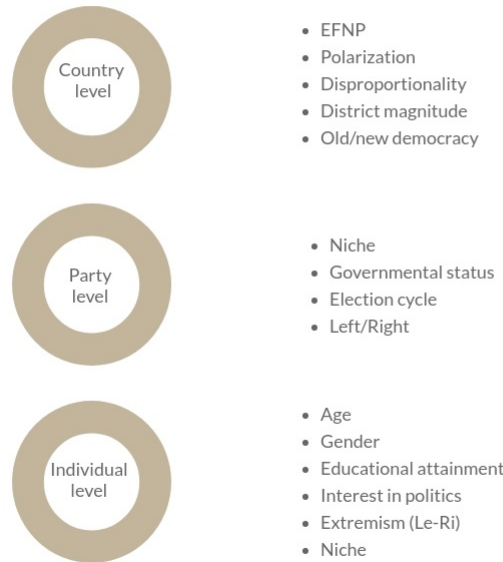 Country
level
• EFNP
• Polarization
• Disproportionality
• District magnitude
• Old/new democracy
Party
level
• Niche
• Governmental status
• Election cycle
• Left/Right
Individual
level
• Age
• Gender
• Educational attainment
• Interest in politics
• Extremism (Le-Ri)
• Niche